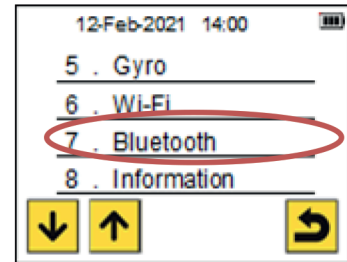 12-Feb-2021 14:00
5 . Gyro
6 . Wi-Fi
7 . Bluetooth
8 . Information